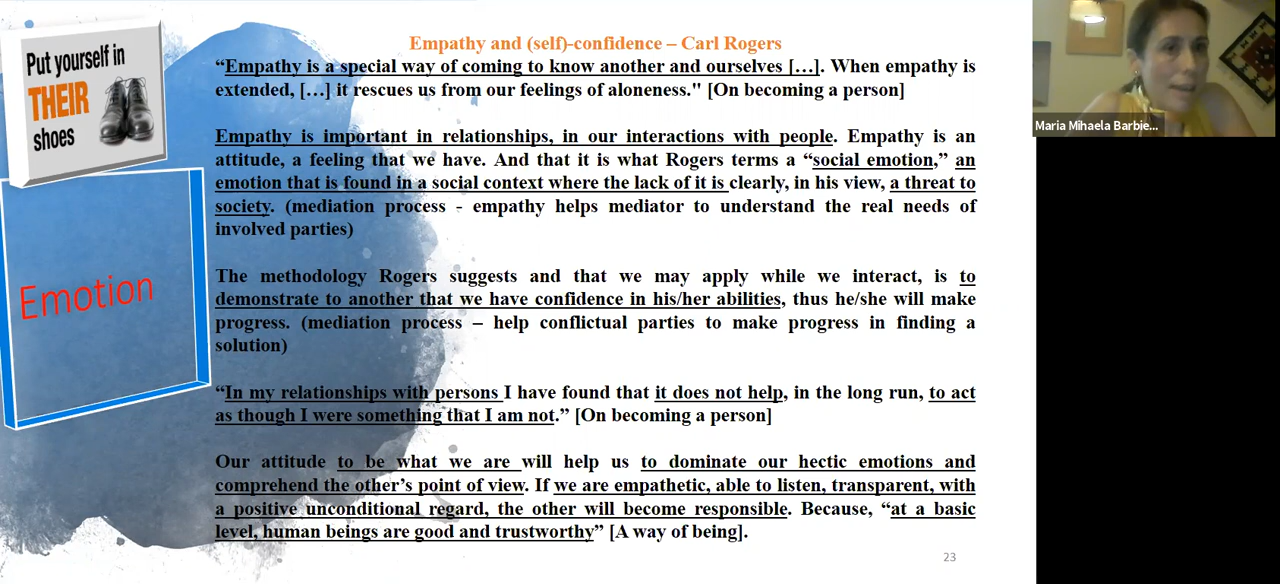 Put yourself in
THEIR
shoes
Emotion
Empathy and (self)-confidence – Carl Rogers
“Empathy is a special way of coming to know another and ourselves […]. When empathy is
extended, […] it rescues us from our feelings of aloneness." [On becoming a person]
Empathy is important in relationships, in our interactions with people. Empathy is an
attitude, a feeling that we have. And that it is what Rogers terms a “social emotion,” an
emotion that is found in a social context where the lack of it is clearly, in his view, a threat to
society. (mediation process - empathy helps mediator to understand the real needs of
involved parties)
The methodology Rogers suggests and that we may apply while we interact, is to
demonstrate to another that we have confidence in his/her abilities, thus he/she will make
progress. (mediation process – help conflictual parties to make progress in finding a
solution)
“In my relationships with persons I have found that it does not help, in the long run, to act
as though I were something that I am not.” [On becoming a person]
Our attitude to be what we are will help us to dominate our hectic emotions and
comprehend the other’s point of view. If we are empathetic, able to listen, transparent, with
a positive unconditional regard, the other will become responsible. Because, “at a basic
level, human beings are good and trustworthy” [A way of being].
23
Maria Mihaela Barbie...